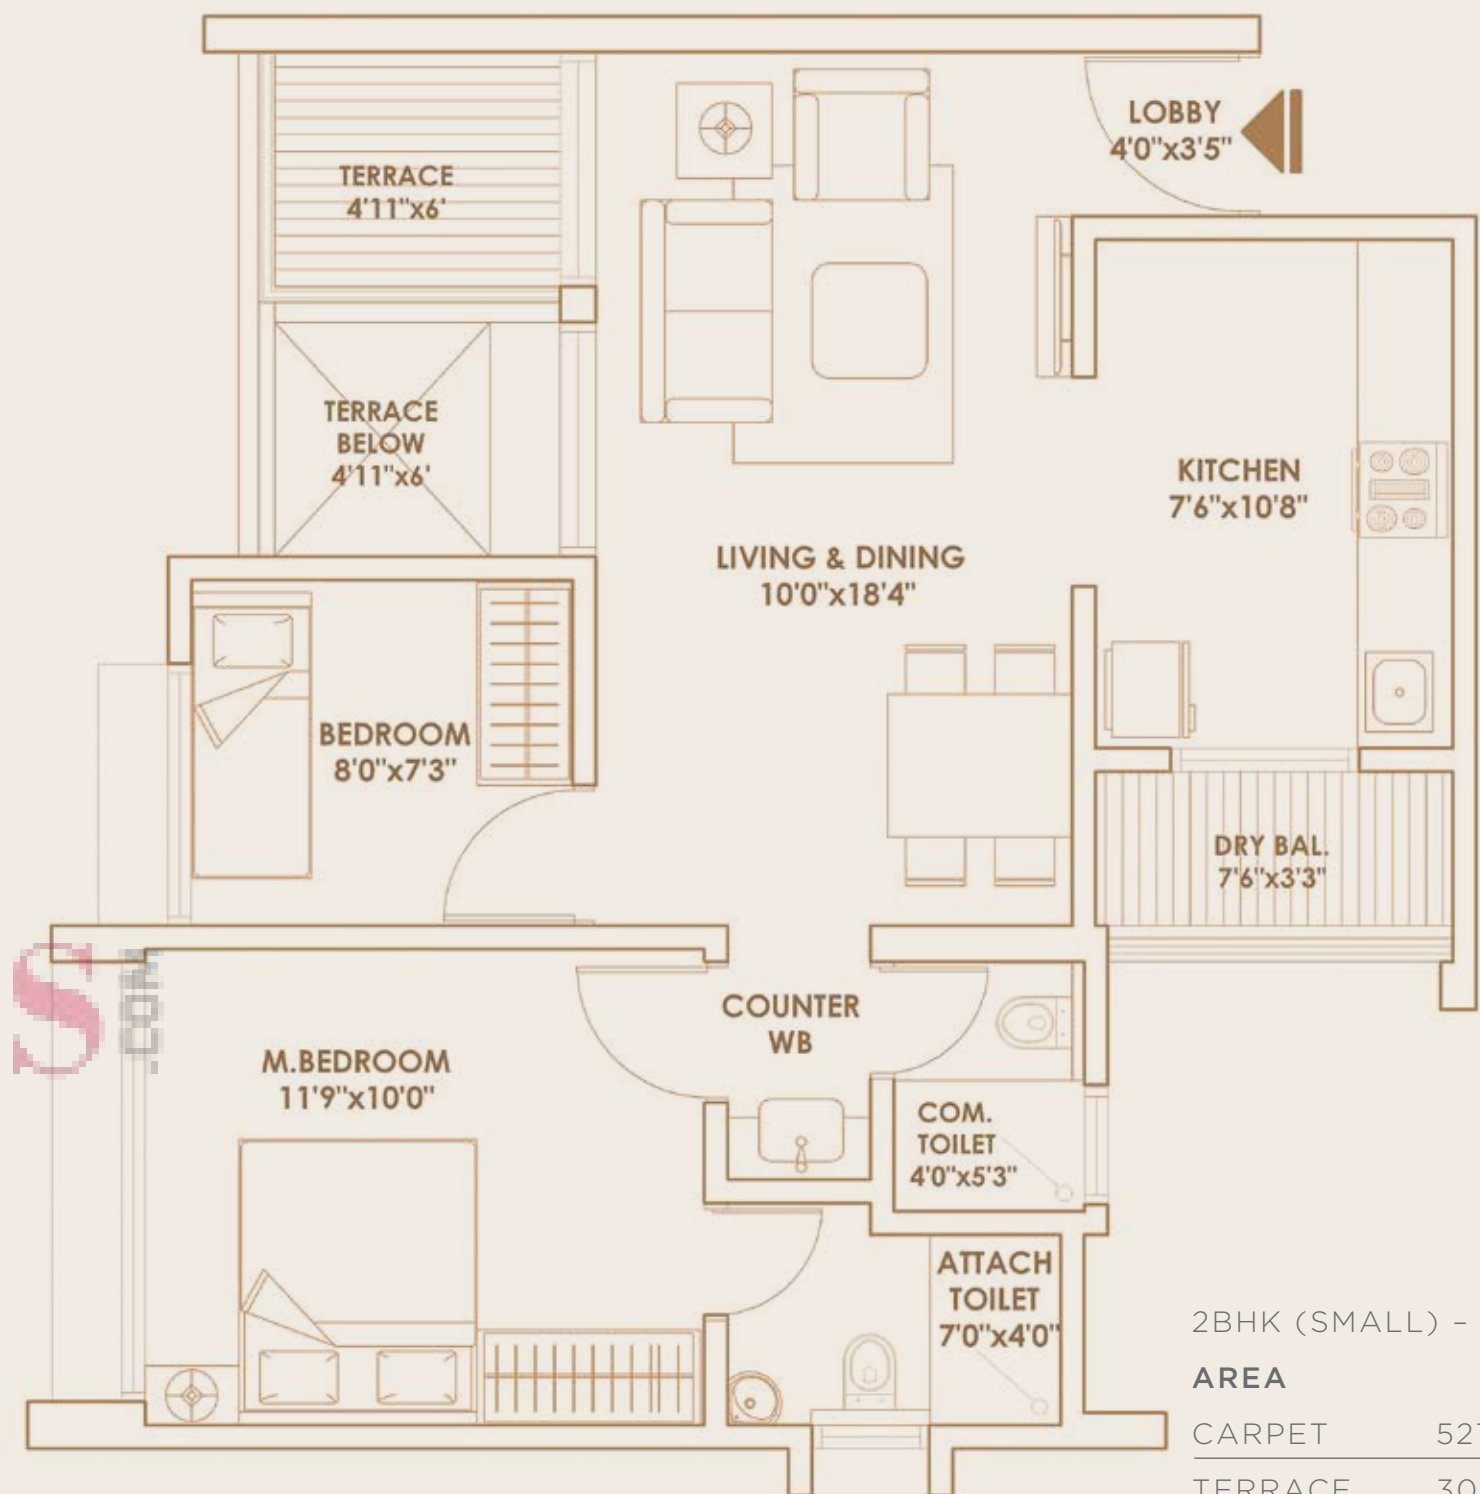 LOBBY
4'0"x3'5"
TERRACE
4'11"x6'
TERRACE
BELOW
4'11"x6'
KITCHEN
7'6"x10'8"
LIVING & DINING
10'0"x18'4"
BEDROOM
8'0"x7'3"
DRY BAL.
7'6"x3'3"
S
.COM
COUNTER
WB
M.BEDROOM
11'9"x10'0"
COM.
TOILET
4'0"x5'3"
ATTACH
TOILET
7'0"x4'0"
2BHK (SMALL) –
AREA
CARPET 527
TERRACE 30